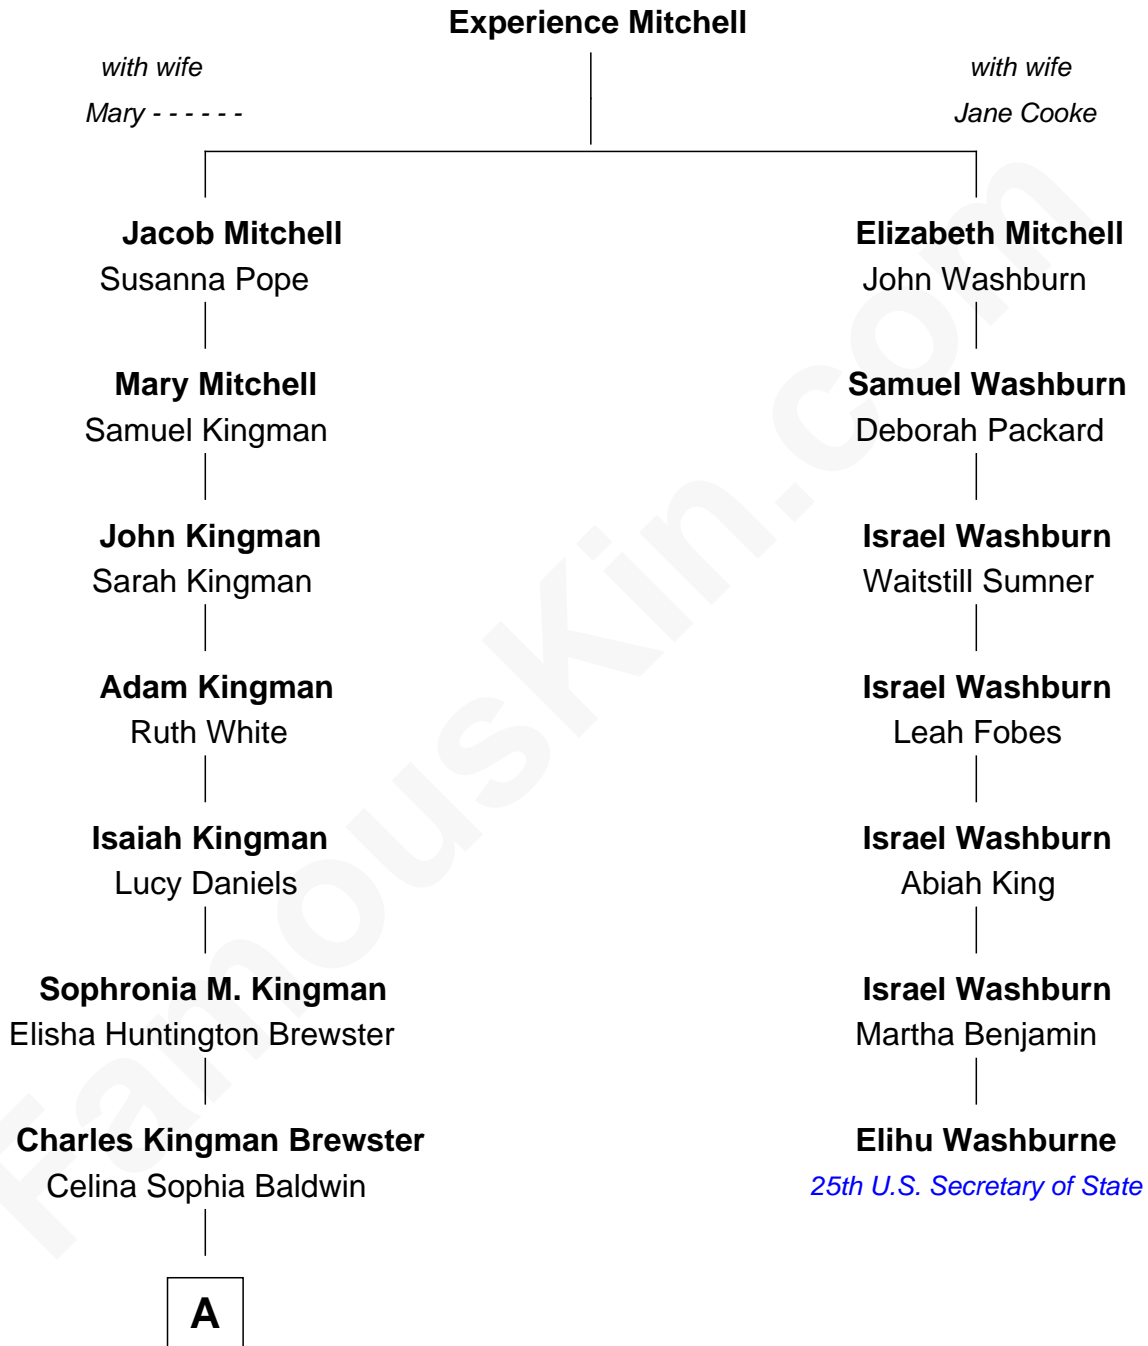 Experience Mitchell
with wife
Mary - - - - - -
with wife
Jane Cooke
Jacob Mitchell
Susanna Pope
Elizabeth Mitchell
John Washburn
Mary Mitchell
Samuel Kingman
Samuel Washburn
Deborah Packard
John Kingman
Sarah Kingman
Israel Washburn
Waitstill Sumner
Adam Kingman
Ruth White
Israel Washburn
Leah Fobes
Isaiah Kingman
Lucy Daniels
Israel Washburn
Abiah King
Sophronia M. Kingman
Elisha Huntington Brewster
Israel Washburn
Martha Benjamin
Charles Kingman Brewster
Celina Sophia Baldwin
Elihu Washburne
25th U.S. Secretary of State
A
FamousKin.com